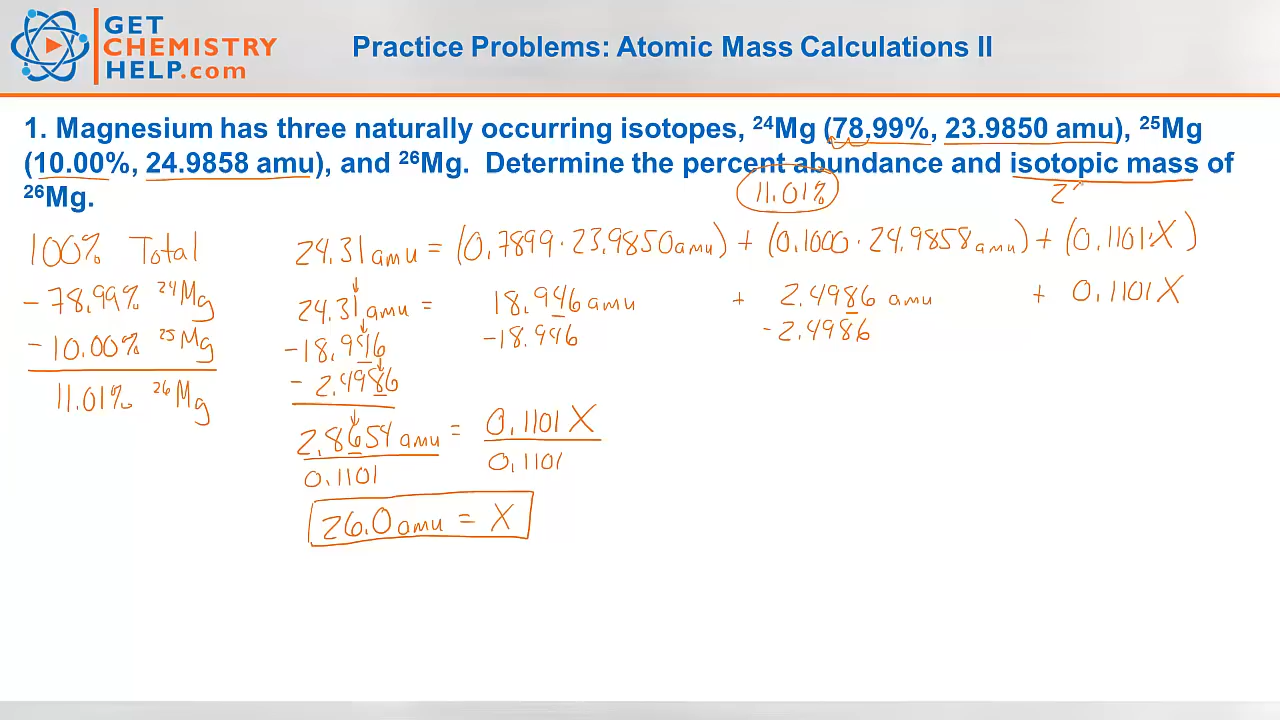 GET
CHEMISTRY
HELP.com
Practice Problems: Atomic Mass Calculations II
1. Magnesium has three naturally occurring isotopes, ²⁴Mg (78.99%, 23.9850 amu), ²⁵Mg
(10.00%, 24.9858 amu), and ²⁶Mg. Determine the percent abundance and isotopic mass of
²⁶Mg.
11.01%
2
100% Total
- 78.99% ²⁴Mg
- 10.00% ²⁵Mg
11.01% ²⁶Mg
24.31 amu = (0.7899 · 23.9850 amu) + (0.1000 · 24.9858 amu) + (0.1101 · X)
24.31 amu = 18.946 amu + 2.4986 amu + 0.1101 X
-18.946 -18.946 -2.4986
- 2.4986
2.8654 amu = 0.1101 X
0.1101 0.1101
26.0 amu = X